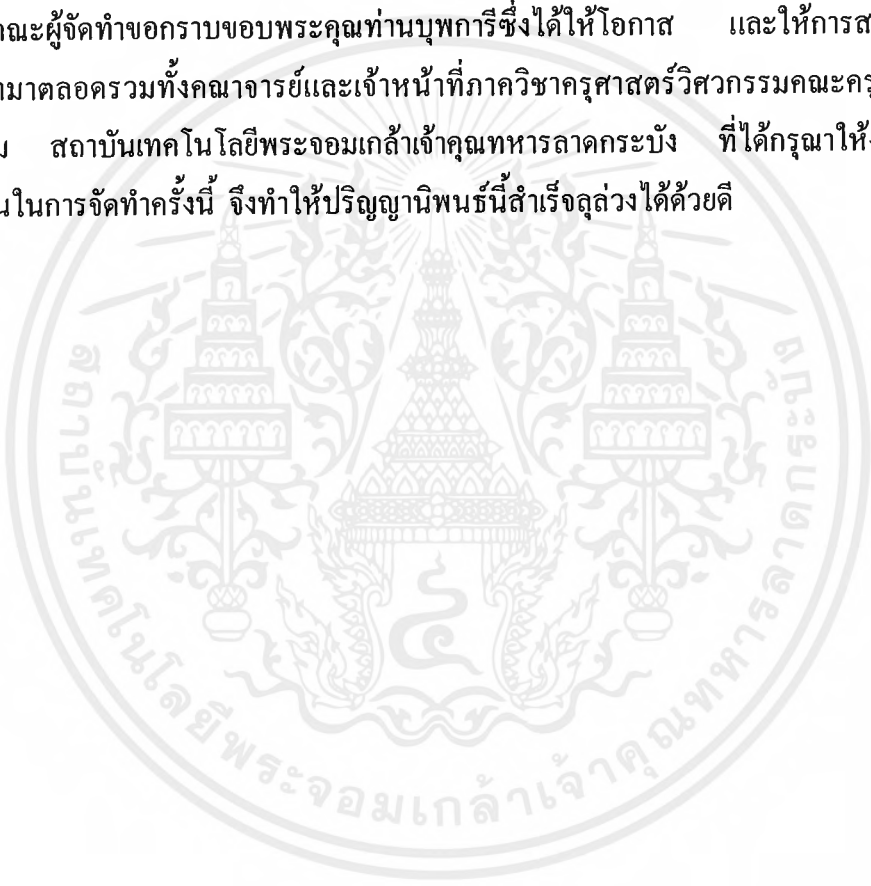 คณะผู้จัดทำขอกราบขอบพระคุณท่านบุพการีซึ่งได้ให้โอกาส และให้การ
มาตลอดรวมทั้งคณาจารย์และเจ้าหน้าที่ภาควิชาครุศาสตร์วิศวกรรมคณะ
สถาบันเทคโนโลยีพระจอมเกล้าเจ้าคุณทหารลาดกระบัง ที่ได้กรุณาให้
ในการจัดทำครั้งนี้ จึงทำให้ปริญญานิพนธ์นี้สำเร็จลุล่วงได้ด้วยดี
สถาบันเทคโนโลยีพระจอมเกล้าเจ้าคุณทหารลาดกระบัง
๔